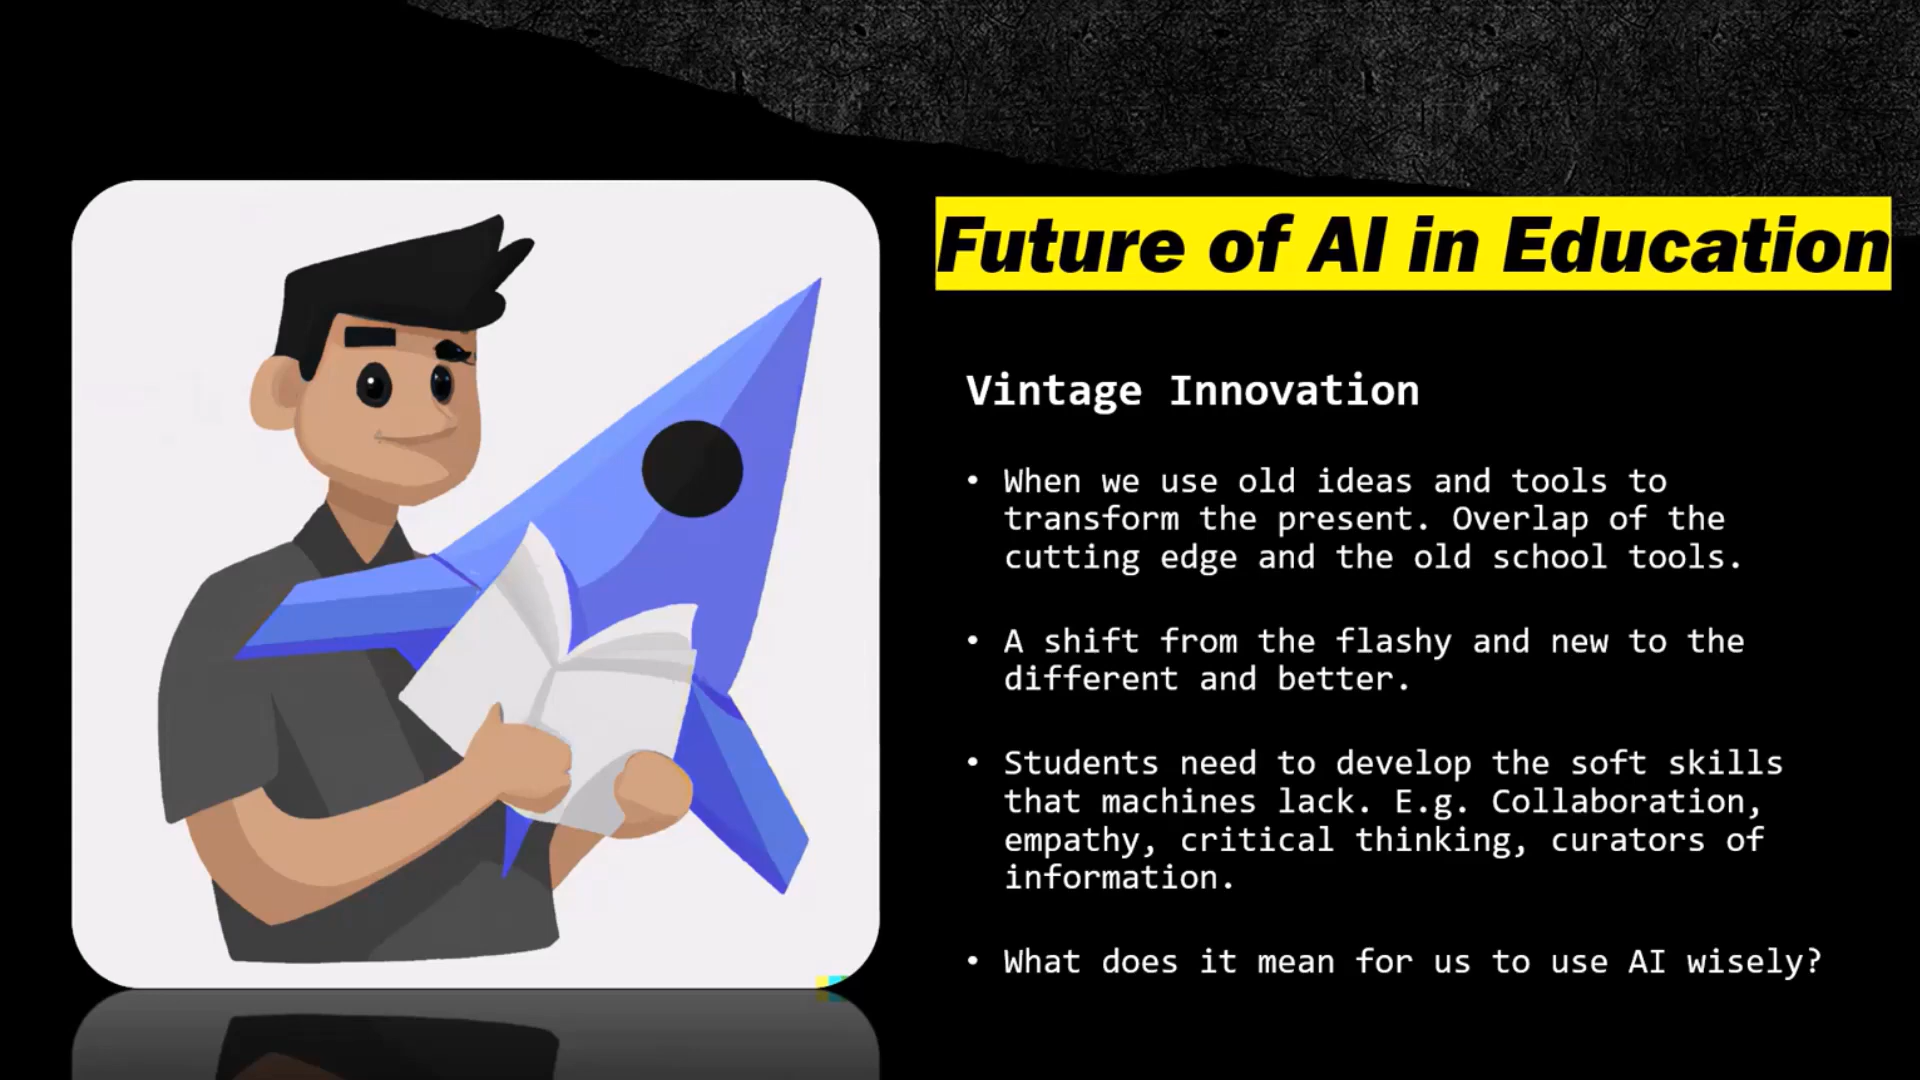 Future of AI in Education
Vintage Innovation
• When we use old ideas and tools to
transform the present. Overlap of the
cutting edge and the old school tools.
• A shift from the flashy and new to the
different and better.
• Students need to develop the soft skills
that machines lack. E.g. Collaboration,
empathy, critical thinking, curators of
information.
• What does it mean for us to use AI wisely?